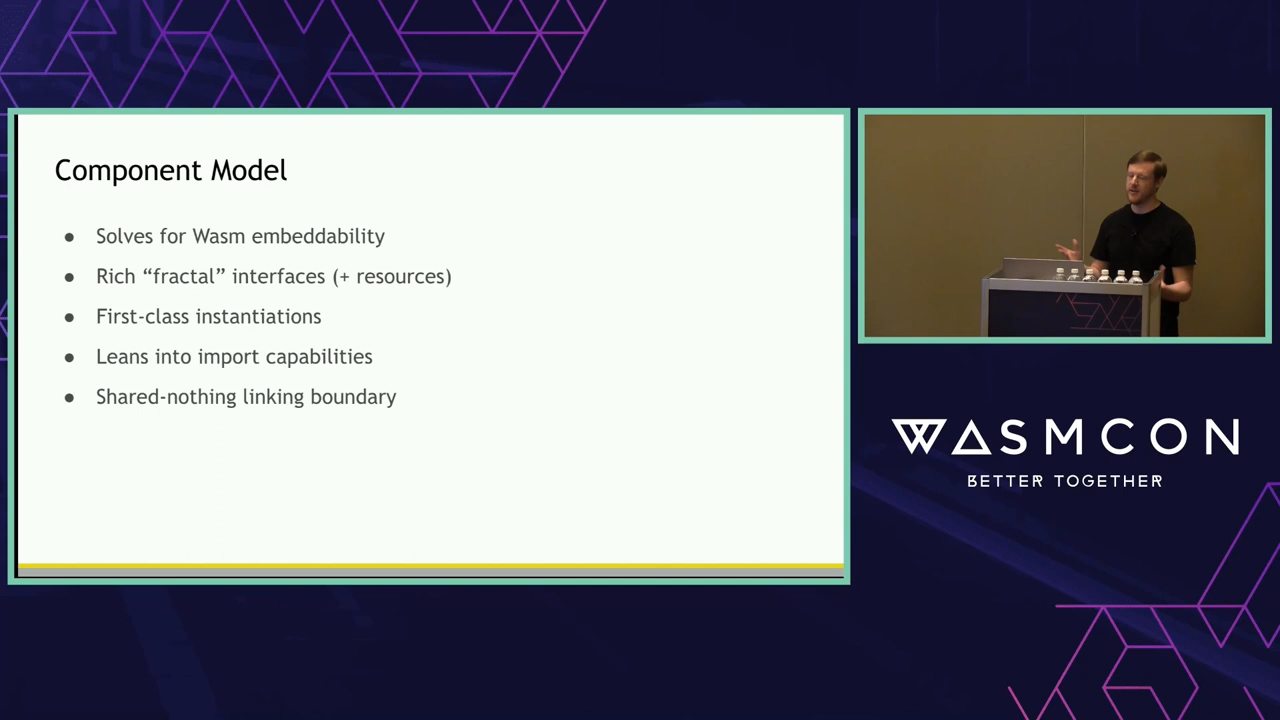 Component Model
● Solves for Wasm embeddability
● Rich “fractal” interfaces (+ resources)
● First-class instantiations
● Leans into import capabilities
● Shared-nothing linking boundary
WASMCON
BETTER TOGETHER